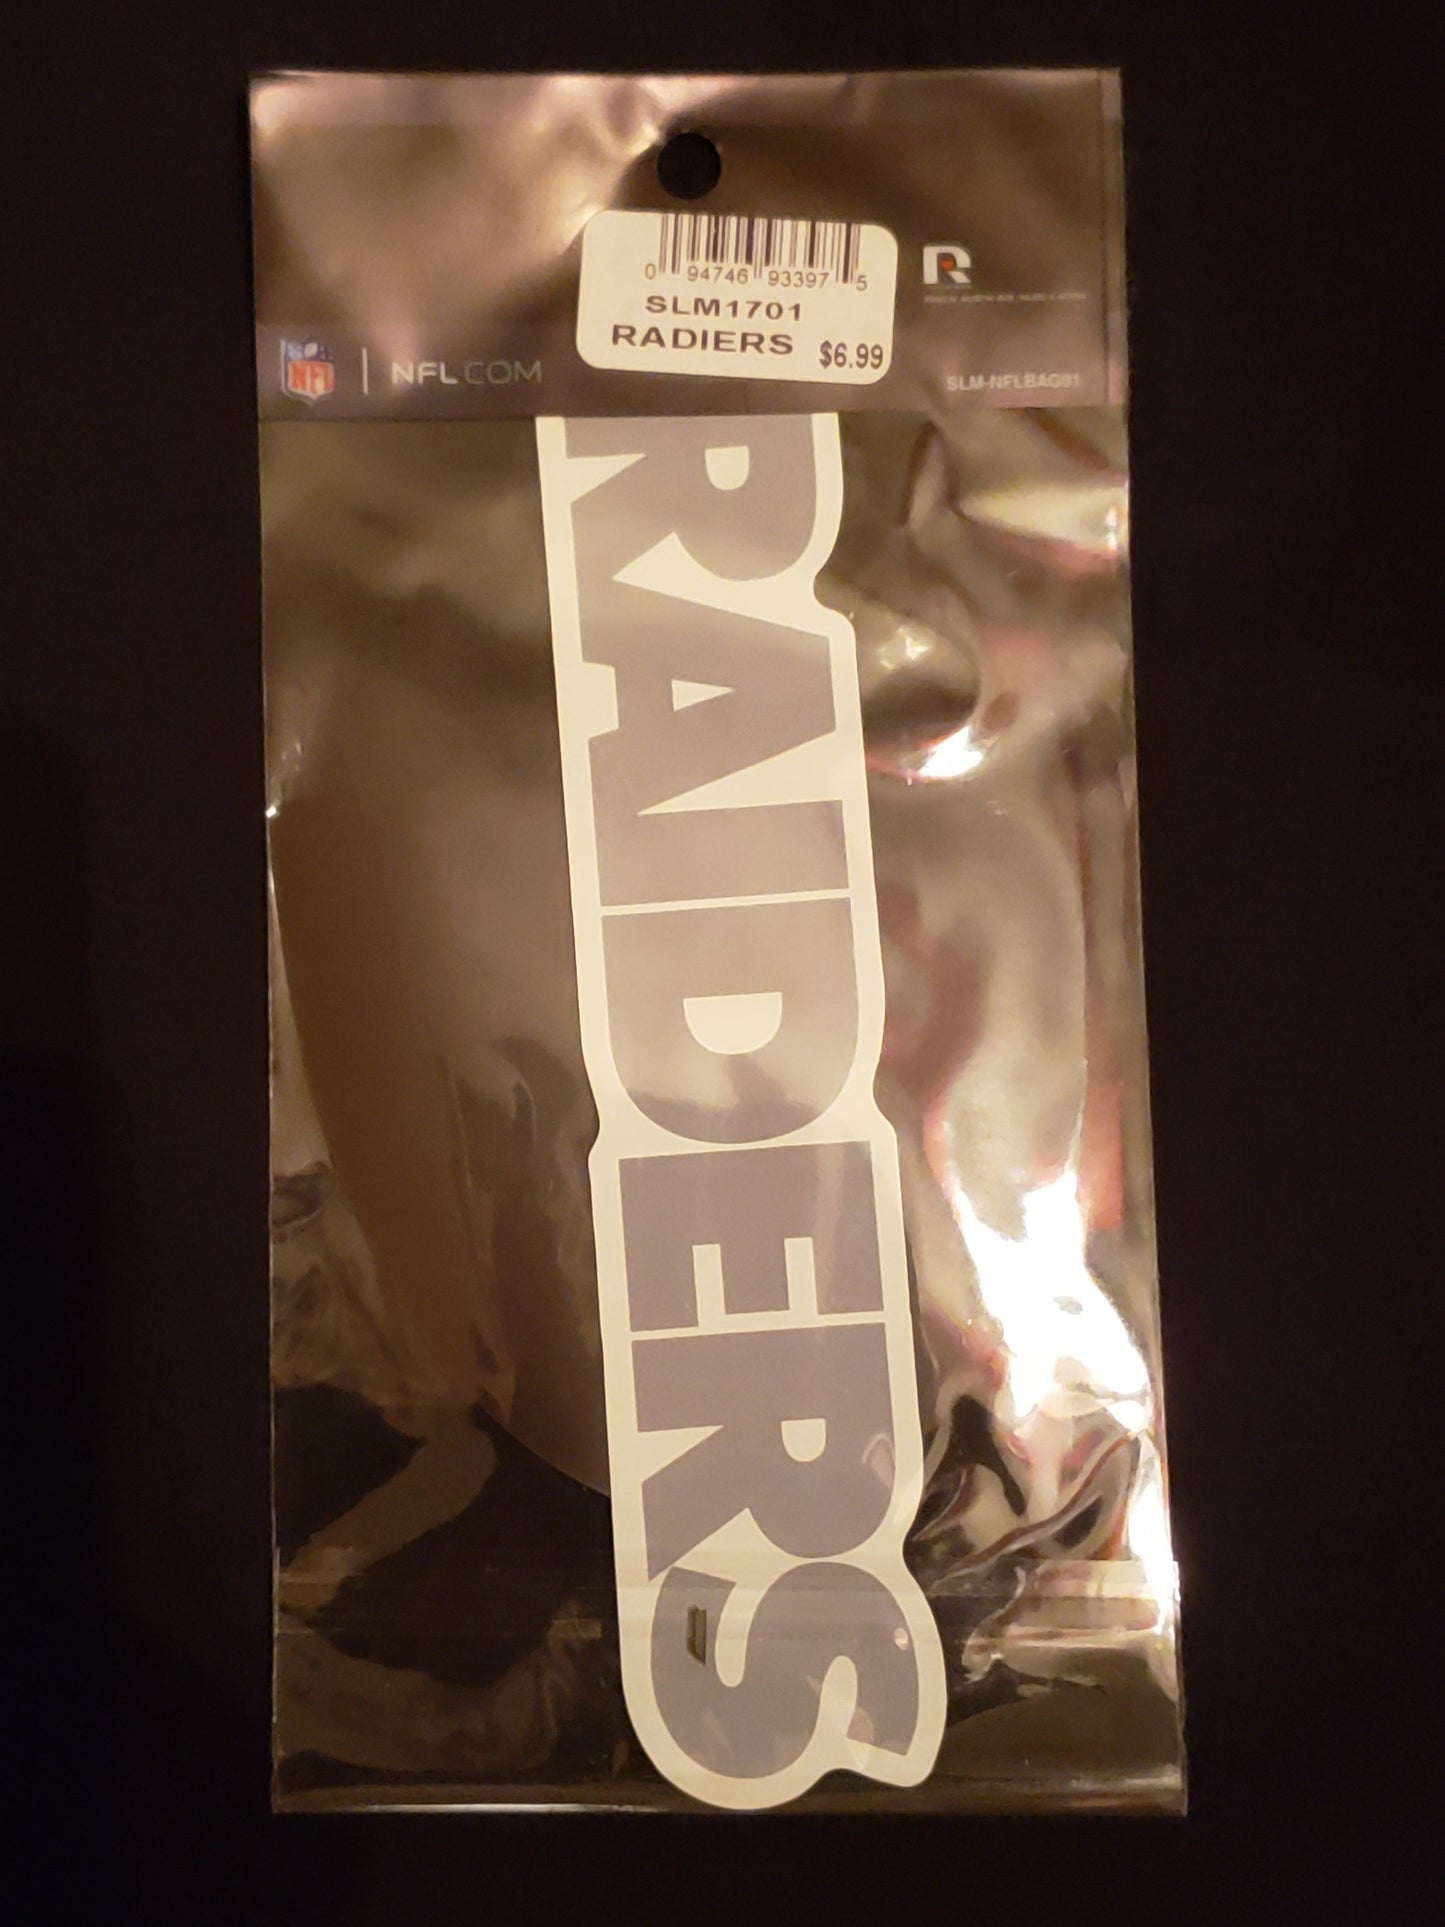 0 94746 93397 5
SLM1701
RADIERS $6.99
NFL | NFL.COM
R
SLM-NFLBAG01
RAIDERS